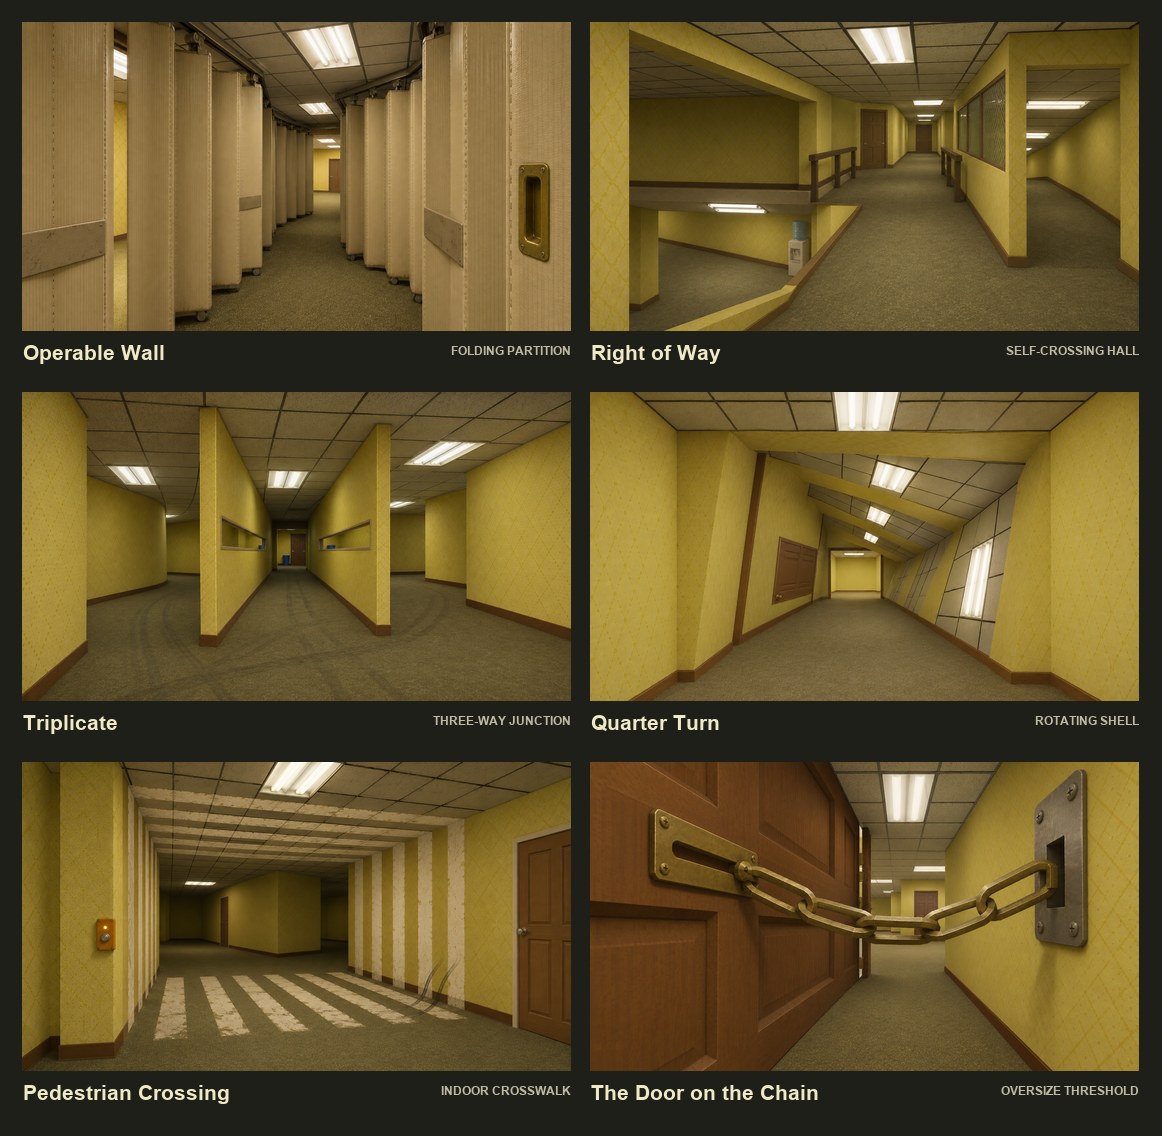 Operable Wall
FOLDING PARTITION
Right of Way
SELF-CROSSING HALL
Triplicate
THREE-WAY JUNCTION
Quarter Turn
ROTATING SHELL
Pedestrian Crossing
INDOOR CROSSWALK
The Door on the Chain
OVERSIZE THRESHOLD